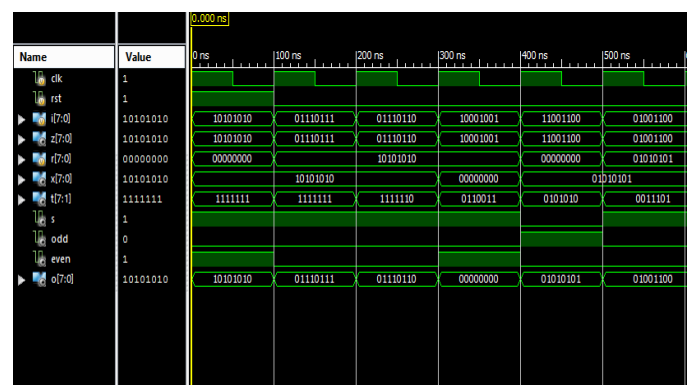 0.000 ns
Name Value 0 ns 100 ns 200 ns 300 ns 400 ns 500 ns
clk 1
rst 1
i[7:0] 10101010 10101010 01110111 01110110 10001001 11001100 01001100
z[7:0] 10101010 10101010 01110111 01110110 10001001 11001100 01001100
r[7:0] 00000000 00000000 10101010 00000000 01010101
x[7:0] 10101010 10101010 00000000 01010101
t[7:1] 1111111 1111111 1111111 1111110 0110011 0101010 0011101
s 1
odd 0
even 1
o[7:0] 10101010 10101010 01110111 01110110 00000000 01010101 01001100